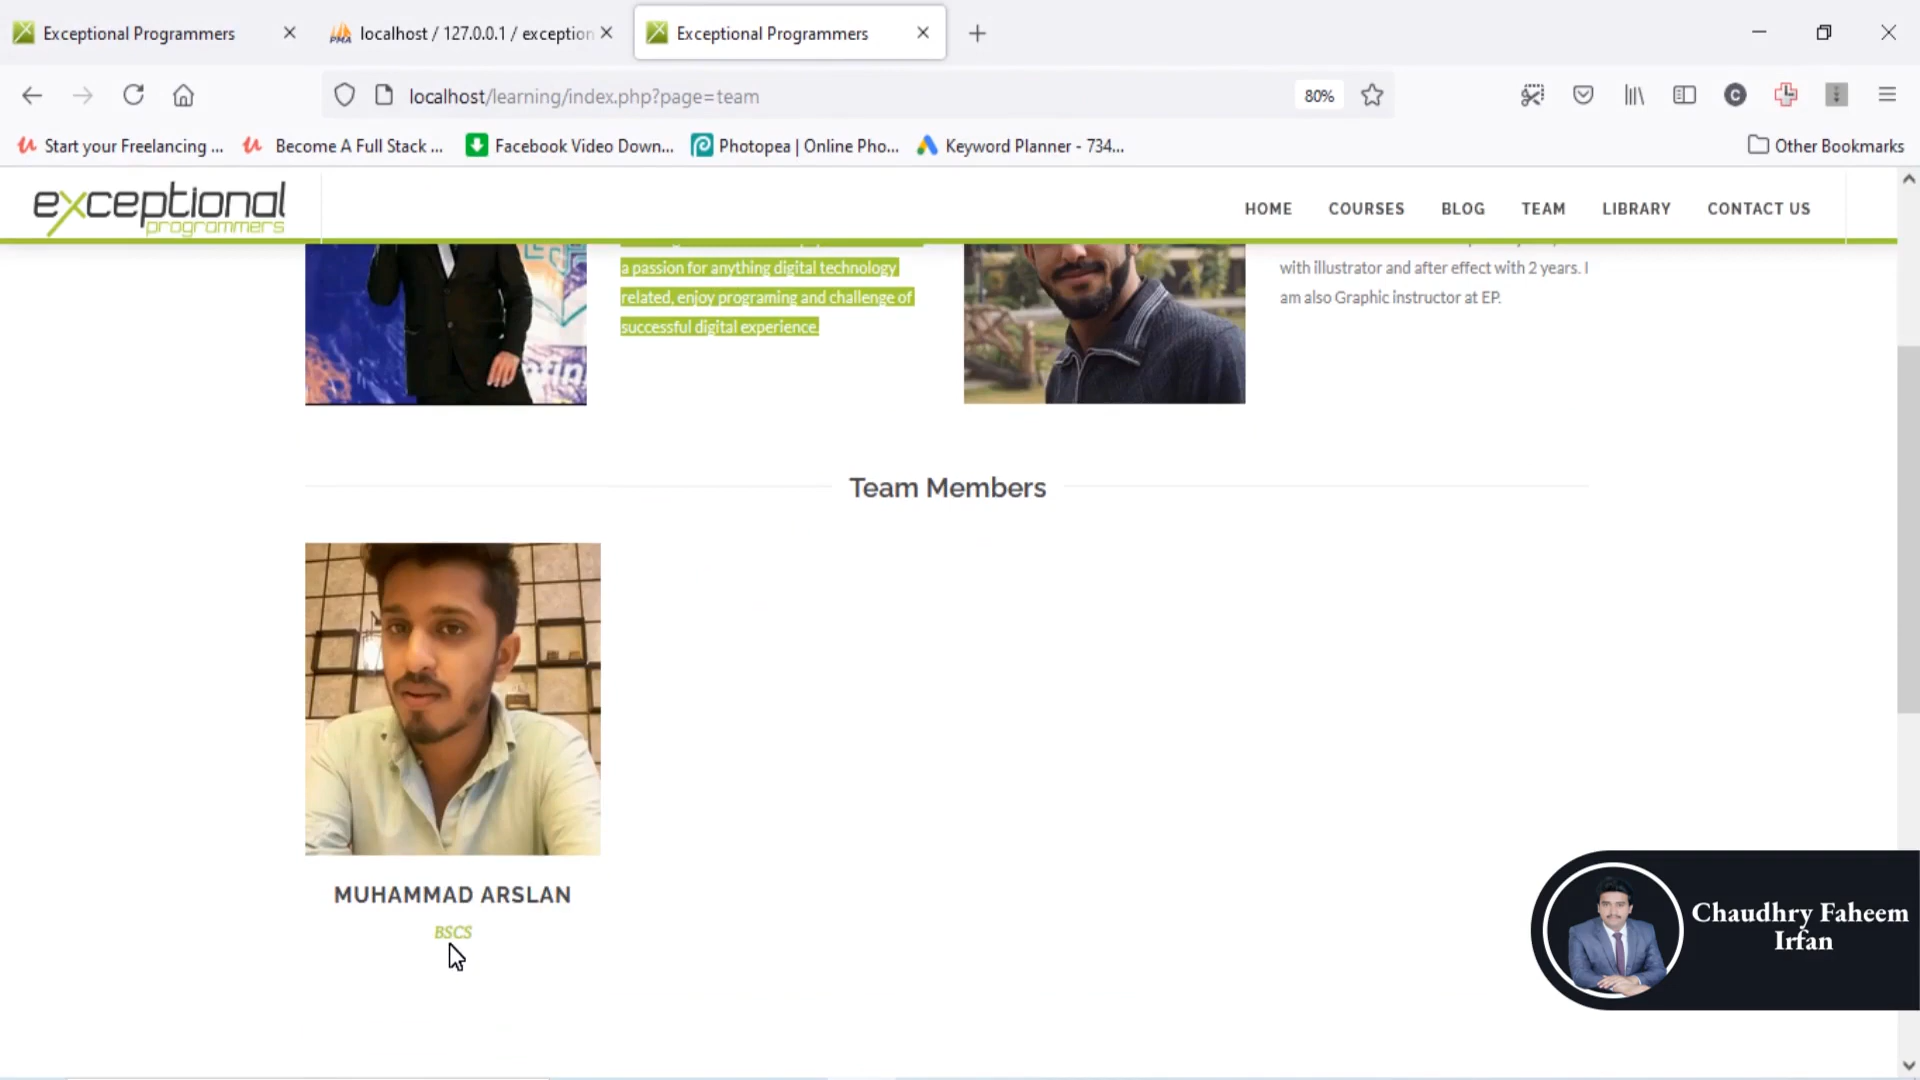 Exceptional Programmers
localhost / 127.0.0.1 / exception
Exceptional Programmers
localhost/learning/index.php?page=team
80%
Start your Freelancing ...
Become A Full Stack ...
Facebook Video Down...
Photopea | Online Pho...
Keyword Planner - 734...
Other Bookmarks
exceptional
programmers
HOME
COURSES
BLOG
TEAM
LIBRARY
CONTACT US
a passion for anything digital technology
related, enjoy programing and challenge of
successful digital experience.
with illustrator and after effect with 2 years. I
am also Graphic instructor at EP.
Team Members
MUHAMMAD ARSLAN
BSCS
Chaudhry Faheem
Irfan